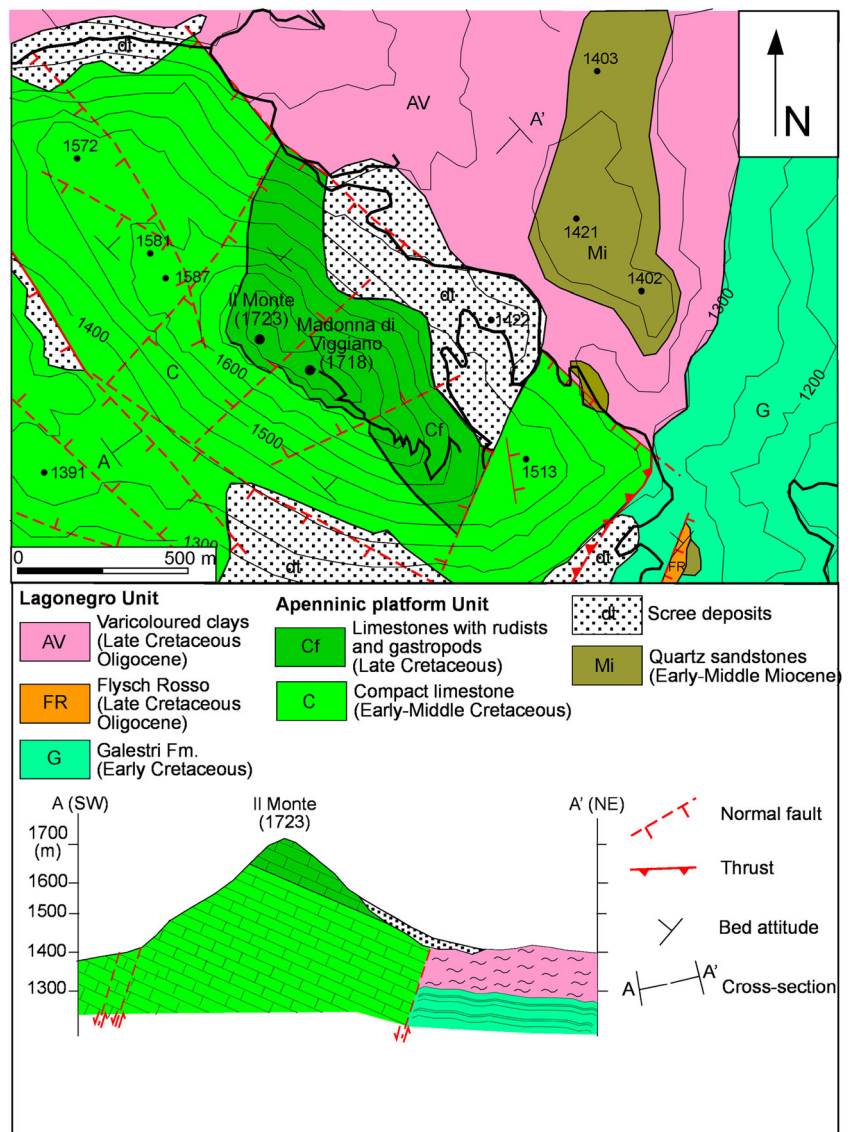 dt
1403
AV
A'
N
1572
1421
Mi
1581
1587
1402
Il Monte
(1723)
dt
1422
1300
Madonna di
Viggiano
(1718)
1400
C
1600
1200
G
1500
Cf
A
1391
1513
1300
0
500 m
dt
dt
FR
Lagonegro Unit
AV
Varicoloured clays
(Late Cretaceous
Oligocene)
FR
Flysch Rosso
(Late Cretaceous
Oligocene)
G
Galestri Fm.
(Early Cretaceous)
Apenninic platform Unit
Cf
Limestones with rudists
and gastropods
(Late Cretaceous)
C
Compact limestone
(Early-Middle Cretaceous)
dt
Scree deposits
Mi
Quartz sandstones
(Early-Middle Miocene)
A (SW)
Il Monte
(1723)
A' (NE)
1700
(m)
1600
1500
1400
1300
Normal fault
Thrust
Bed attitude
A
A'
Cross-section